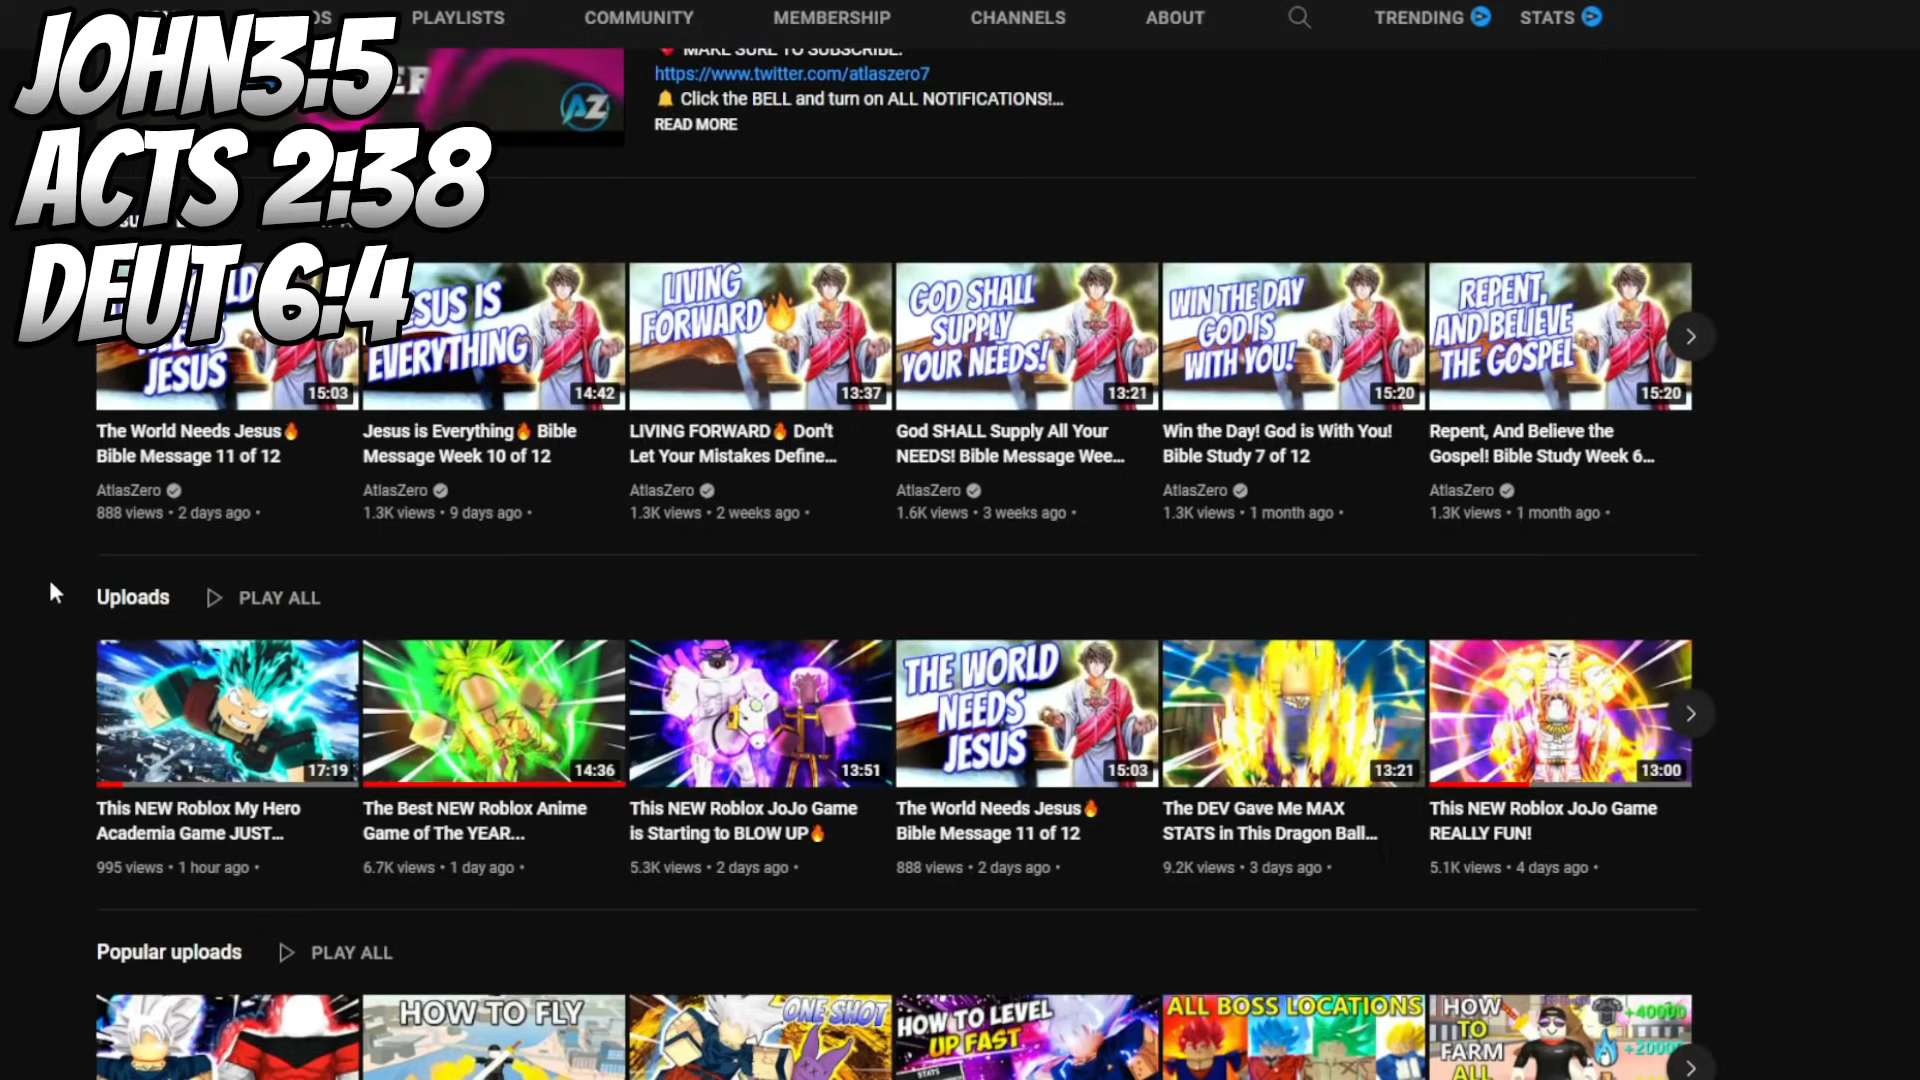 JOHN3:5
ACTS 2:38
DEUT 6:4
PLAYLISTS
COMMUNITY
MEMBERSHIP
CHANNELS
ABOUT
TRENDING
STATS
MAKE SURE TO SUBSCRIBE.
https://www.twitter.com/atlaszero7
🔔 Click the BELL and turn on ALL NOTIFICATIONS!...
READ MORE
AZ
JESUS
15:03
EVERYTHING
14:42
LIVING
FORWARD🔥
13:37
GOD SHALL
SUPPLY
YOUR NEEDS!
13:21
WIN THE DAY
GOD IS
WITH YOU!
15:20
REPENT,
AND BELIEVE
THE GOSPEL
15:20
The World Needs Jesus🔥
Bible Message 11 of 12
AtlasZero
888 views • 2 days ago •
Jesus is Everything🔥 Bible
Message Week 10 of 12
AtlasZero
1.3K views • 9 days ago •
LIVING FORWARD🔥 Don't
Let Your Mistakes Define...
AtlasZero
1.3K views • 2 weeks ago •
God SHALL Supply All Your
NEEDS! Bible Message Wee...
AtlasZero
1.6K views • 3 weeks ago •
Win the Day! God is With You!
Bible Study 7 of 12
AtlasZero
1.3K views • 1 month ago •
Repent, And Believe the
Gospel! Bible Study Week 6...
AtlasZero
1.3K views • 1 month ago •
Uploads
PLAY ALL
17:19
14:36
13:51
THE WORLD
NEEDS
JESUS
15:03
13:21
13:00
This NEW Roblox My Hero
Academia Game JUST...
995 views • 1 hour ago •
The Best NEW Roblox Anime
Game of The YEAR...
6.7K views • 1 day ago •
This NEW Roblox JoJo Game
is Starting to BLOW UP🔥
5.3K views • 2 days ago •
The World Needs Jesus🔥
Bible Message 11 of 12
888 views • 2 days ago •
The DEV Gave Me MAX
STATS in This Dragon Ball...
9.2K views • 3 days ago •
This NEW Roblox JoJo Game
REALLY FUN!
5.1K views • 4 days ago •
Popular uploads
PLAY ALL
HOW TO FLY
ONE SHOT
HOW TO LEVEL
UP FAST
STATS
ALL BOSS LOCATIONS
HOW
TO
FARM
ALL
+40000